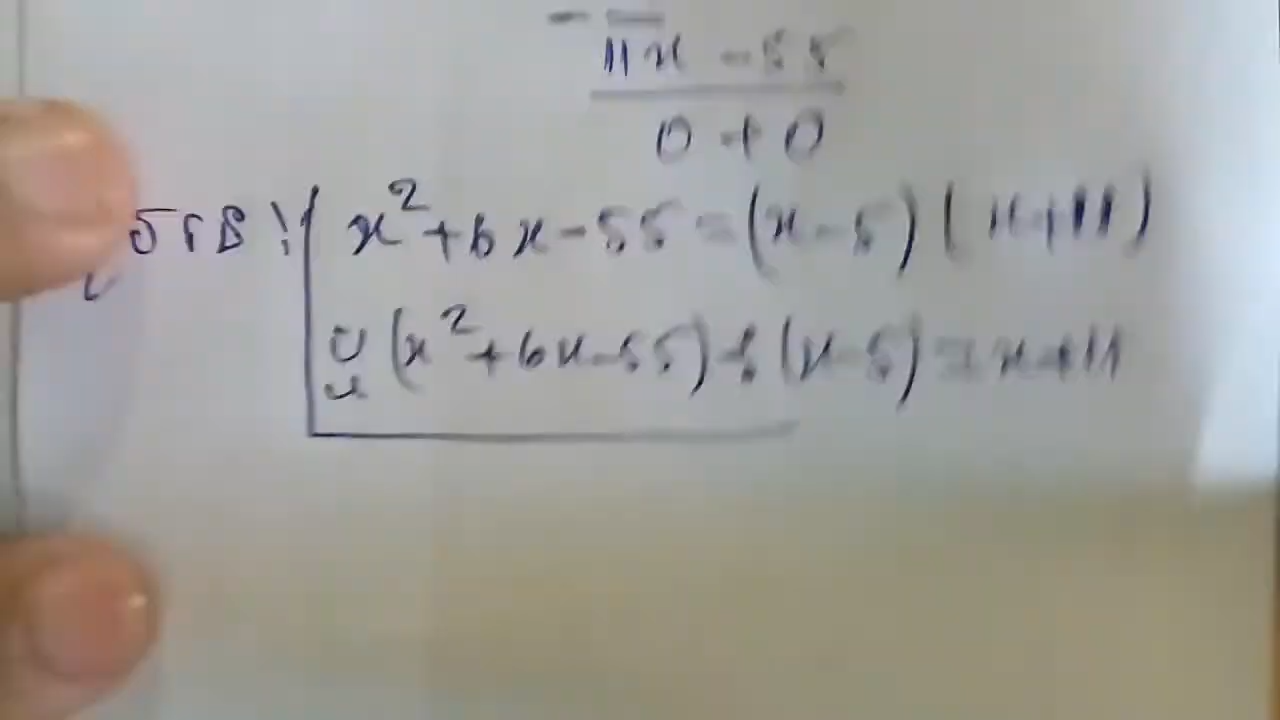 11x - 55
0 + 0
x² + 6x - 55 = (x - 5)(x + 11)
(x² + 6x - 55) ÷ (x - 5) = x + 11